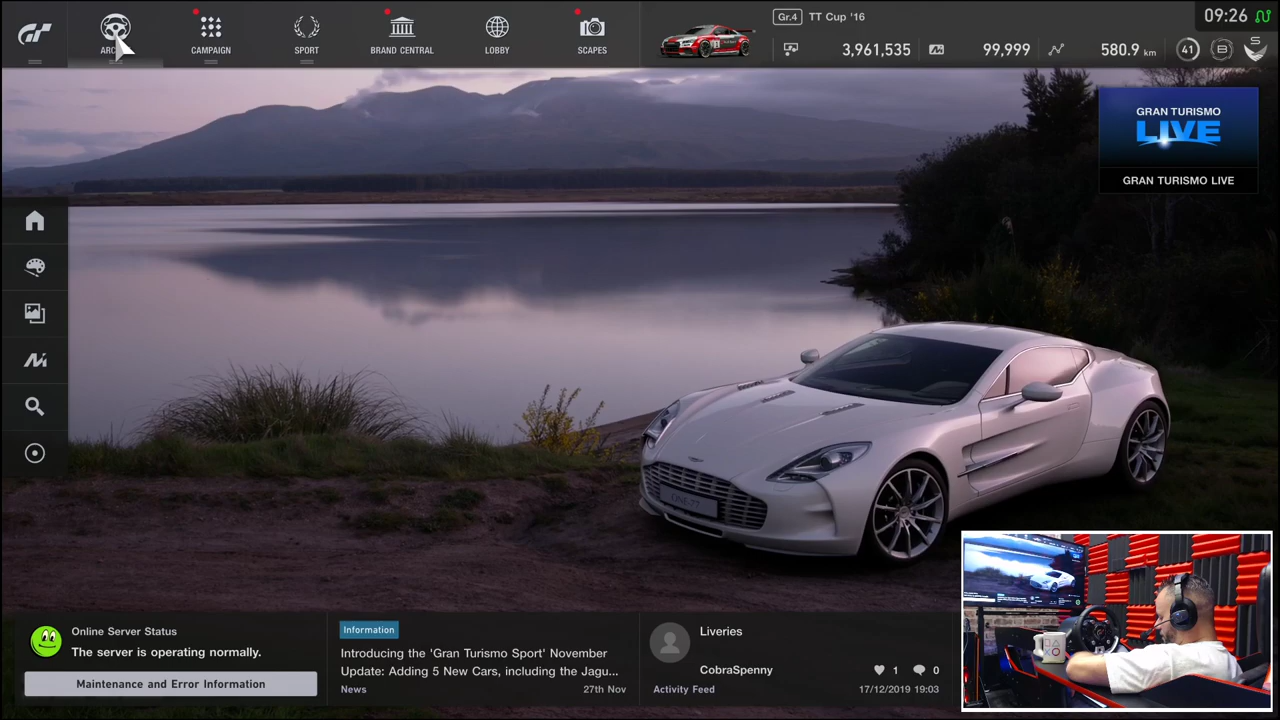 ARC
CAMPAIGN
SPORT
BRAND CENTRAL
LOBBY
SCAPES
Gr.4 TT Cup '16
3,961,535
99,999
580.9 km
41
B
S
09:26
GRAN TURISMO
LIVE
GRAN TURISMO LIVE
ONE-77
Online Server Status
The server is operating normally.
Maintenance and Error Information
Information
Introducing the 'Gran Turismo Sport' November
Update: Adding 5 New Cars, including the Jagu...
News 27th Nov
Liveries
CobraSpenny
1 0
Activity Feed 17/12/2019 19:03